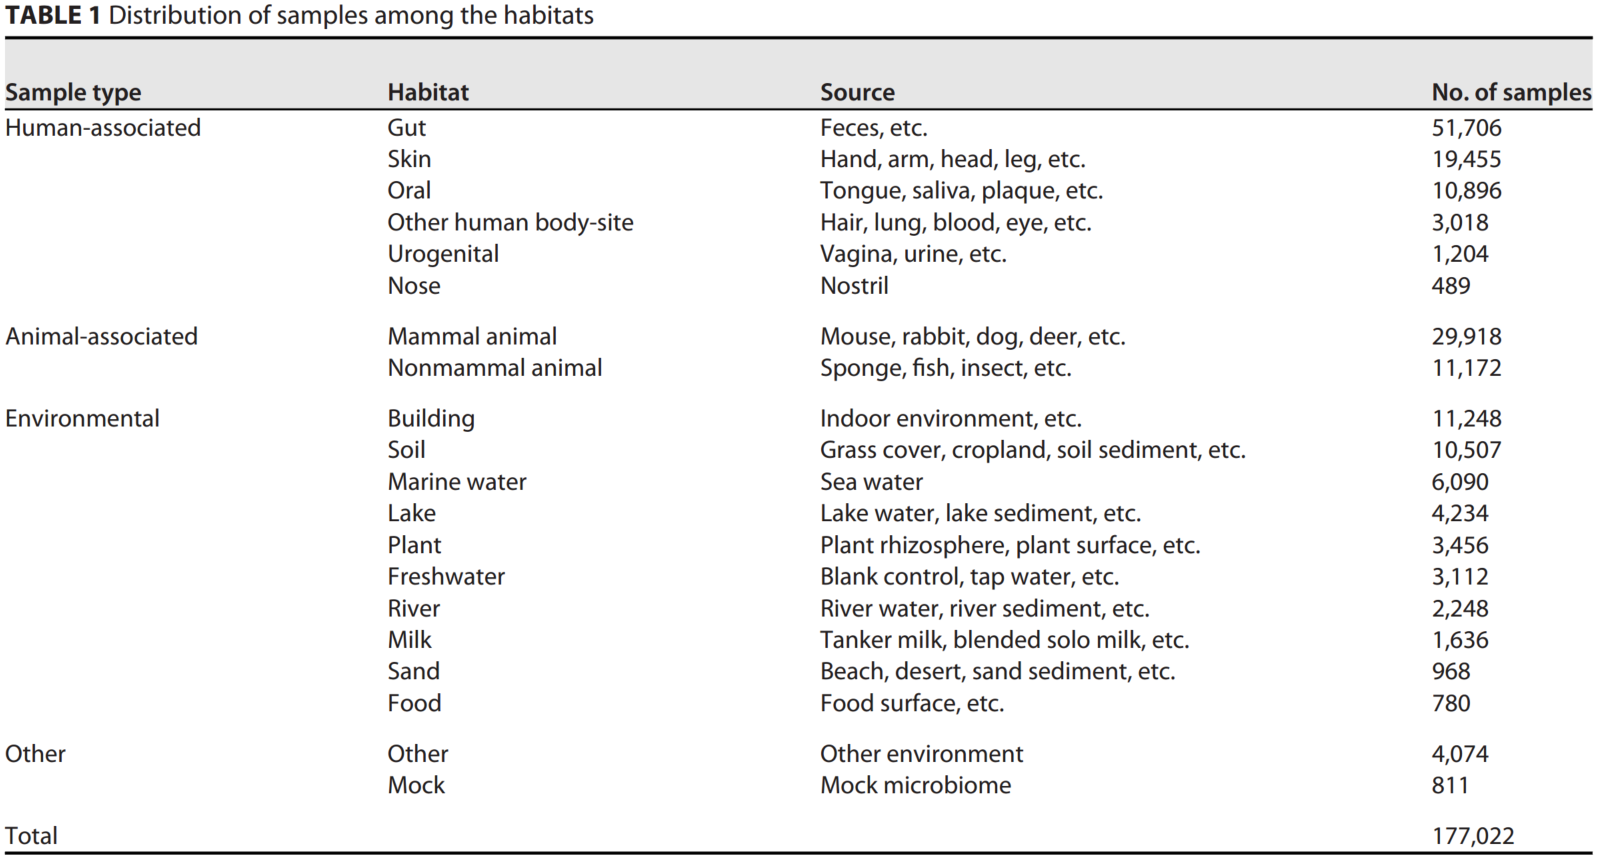 TABLE 1 Distribution of samples among the habitats
Sample type Habitat Source No. of samples
Human-associated Gut Feces, etc. 51,706
Skin Hand, arm, head, leg, etc. 19,455
Oral Tongue, saliva, plaque, etc. 10,896
Other human body-site Hair, lung, blood, eye, etc. 3,018
Urogenital Vagina, urine, etc. 1,204
Nose Nostril 489
Animal-associated Mammal animal Mouse, rabbit, dog, deer, etc. 29,918
Nonmammal animal Sponge, fish, insect, etc. 11,172
Environmental Building Indoor environment, etc. 11,248
Soil Grass cover, cropland, soil sediment, etc. 10,507
Marine water Sea water 6,090
Lake Lake water, lake sediment, etc. 4,234
Plant Plant rhizosphere, plant surface, etc. 3,456
Freshwater Blank control, tap water, etc. 3,112
River River water, river sediment, etc. 2,248
Milk Tanker milk, blended solo milk, etc. 1,636
Sand Beach, desert, sand sediment, etc. 968
Food Food surface, etc. 780
Other Other Other environment 4,074
Mock Mock microbiome 811
Total 177,022